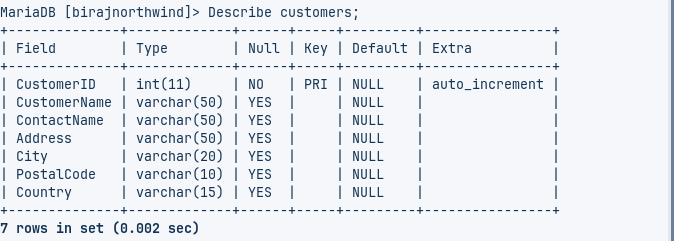 MariaDB [birajnorthwind]> Describe customers;
+--------------+-------------+------+-----+---------+----------------+
| Field        | Type        | Null | Key | Default | Extra          |
+--------------+-------------+------+-----+---------+----------------+
| CustomerID   | int(11)     | NO   | PRI | NULL    | auto_increment |
| CustomerName | varchar(50) | YES  |     | NULL    |                |
| ContactName  | varchar(50) | YES  |     | NULL    |                |
| Address      | varchar(50) | YES  |     | NULL    |                |
| City         | varchar(20) | YES  |     | NULL    |                |
| PostalCode   | varchar(10) | YES  |     | NULL    |                |
| Country      | varchar(15) | YES  |     | NULL    |                |
+--------------+-------------+------+-----+---------+----------------+
7 rows in set (0.002 sec)